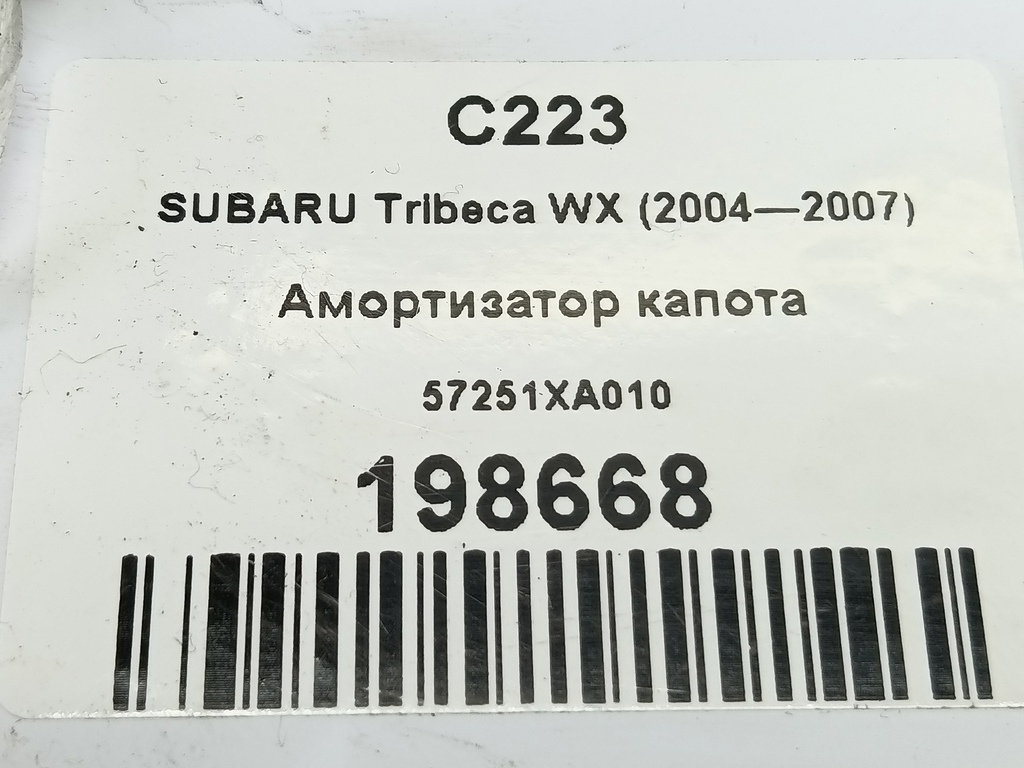 C223
SUBARU Tribeca WX (2004—2007)
Амортизатор капота
57251XA010
198668